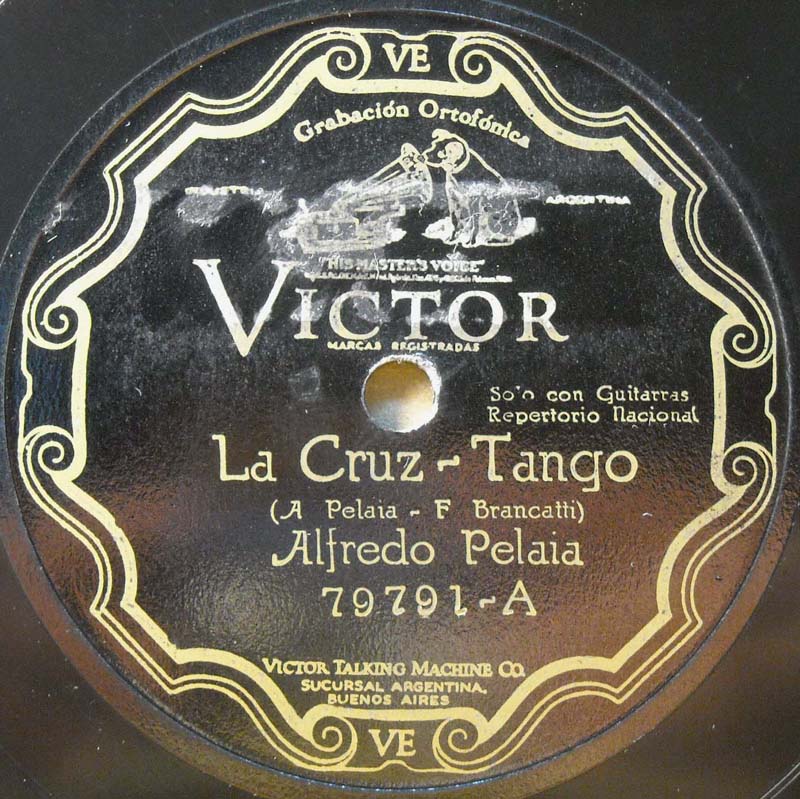 VE
Grabación Ortofónica
INDUSTRIA ARGENTINA
"HIS MASTER'S VOICE"
VICTOR
MARCAS REGISTRADAS
Solo con Guitarras
Repertorio Nacional
La Cruz - Tango
(A Pelaia - F Brancatti)
Alfredo Pelaia
79791-A
VICTOR TALKING MACHINE CO.
SUCURSAL ARGENTINA,
BUENOS AIRES
VE